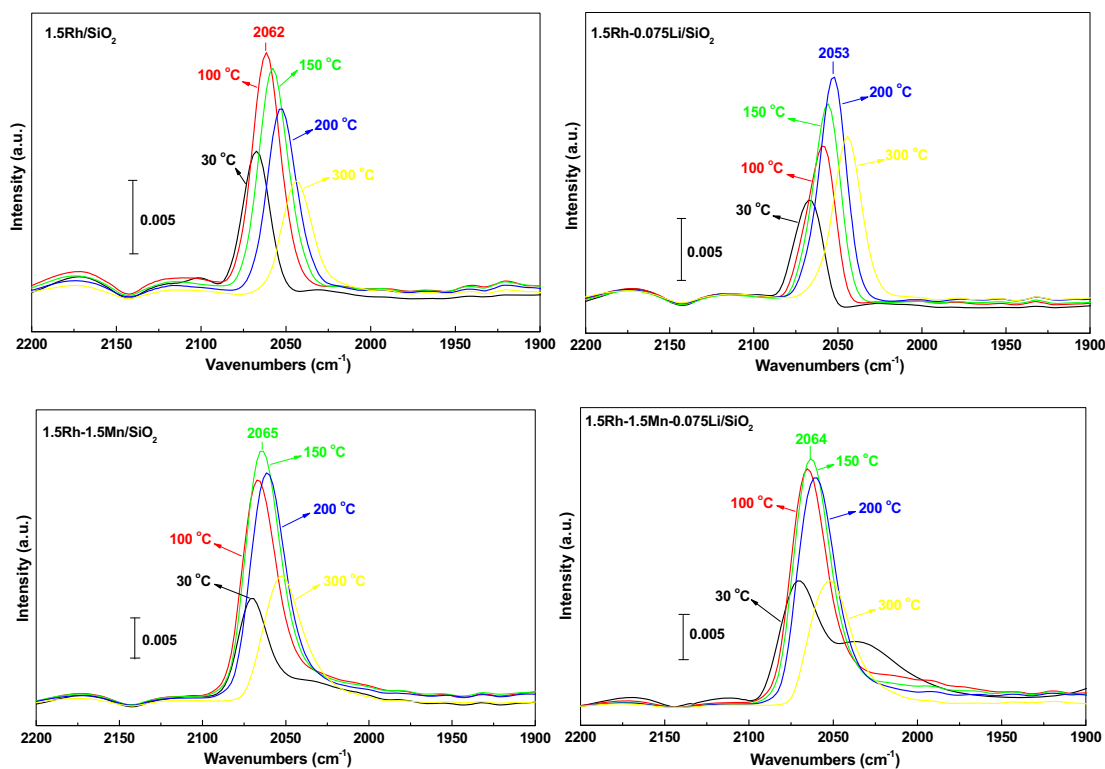 1.5Rh/SiO₂
2062
100 °C
150 °C
200 °C
30 °C
300 °C
0.005
Intensity (a.u.)
2200 2150 2100 2050 2000 1950 1900
Vavenumbers (cm⁻¹)
1.5Rh-0.075Li/SiO₂
2053
200 °C
150 °C
100 °C
300 °C
30 °C
0.005
Intensity (a.u.)
2200 2150 2100 2050 2000 1950 1900
Wavenumbers (cm⁻¹)
1.5Rh-1.5Mn/SiO₂
2065
150 °C
200 °C
100 °C
30 °C
300 °C
0.005
Intensity (a.u.)
2200 2150 2100 2050 2000 1950 1900
Wavenumbers (cm⁻¹)
1.5Rh-1.5Mn-0.075Li/SiO₂
2064
150 °C
100 °C
200 °C
30 °C
300 °C
0.005
Intensity (a.u.)
2200 2150 2100 2050 2000 1950 1900
Wavenumbers (cm⁻¹)